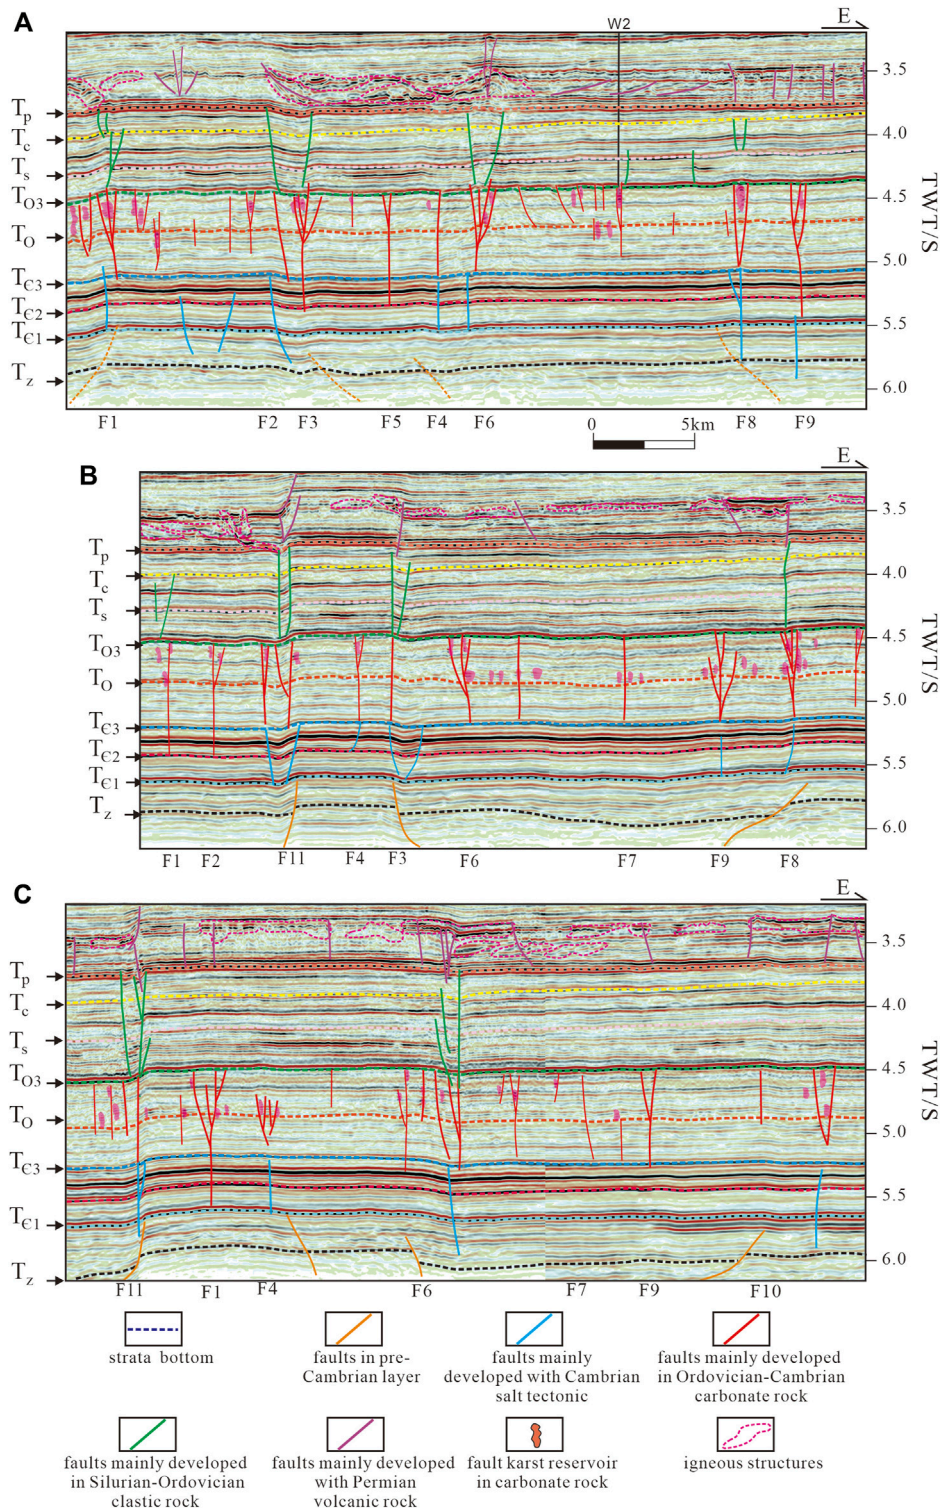 A
W2
E
3.5
Tp
4.0
Tc
Ts
4.5
TO3
TWT/S
TO
5.0
TЄ3
TЄ2
5.5
TЄ1
Tz
6.0
F1 F2 F3 F5 F4 F6 F8 F9
0 5km
B
E
3.5
Tp
4.0
Tc
Ts
4.5
TO3
TWT/S
TO
5.0
TЄ3
TЄ2
5.5
TЄ1
Tz
6.0
F1 F2 F11 F4 F3 F6 F7 F9 F8
C
E
3.5
Tp
4.0
Tc
Ts
4.5
TO3
TWT/S
TO
5.0
TЄ3
5.5
TЄ1
6.0
Tz
F11 F1 F4 F6 F7 F9 F10
strata bottom
faults in pre-
Cambrian layer
faults mainly
developed with Cambrian
salt tectonic
faults mainly developed
in Ordovician-Cambrian
carbonate rock
faults mainly developed
in Silurian-Ordovician
clastic rock
faults mainly developed
with Permian
volcanic rock
fault karst reservoir
in carbonate rock
igneous structures